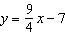 y = 9/4 x − 7